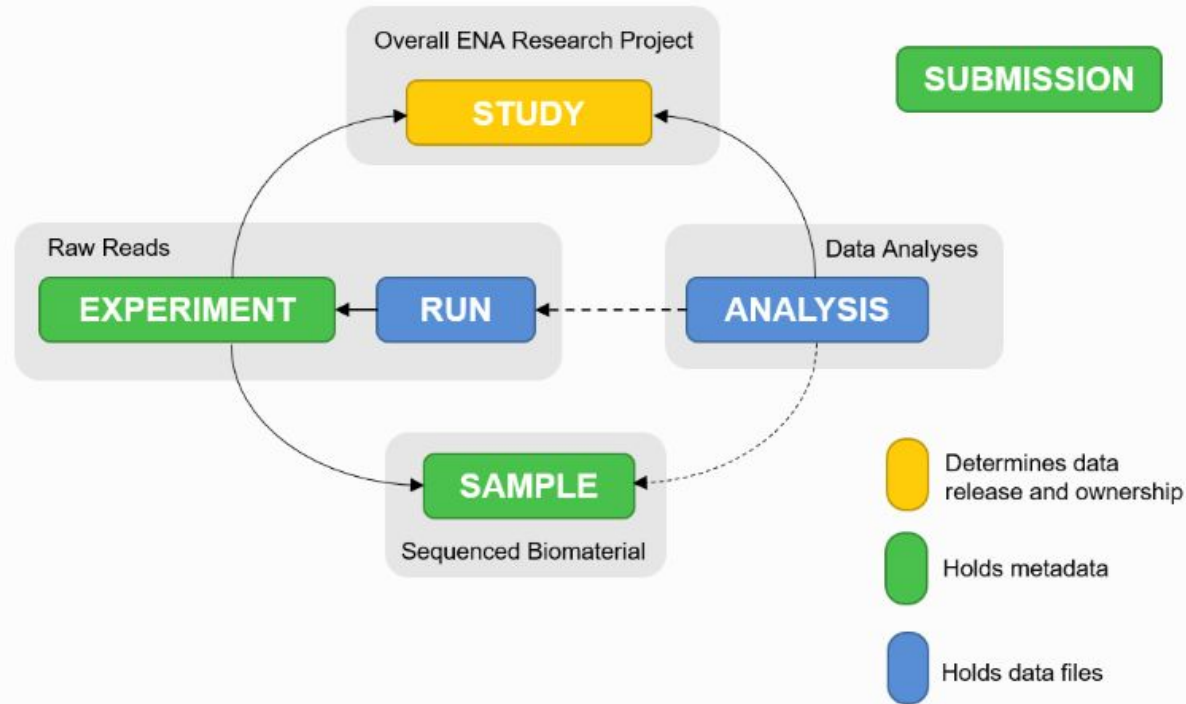 Overall ENA Research Project
STUDY
SUBMISSION
Raw Reads
EXPERIMENT
RUN
Data Analyses
ANALYSIS
SAMPLE
Sequenced Biomaterial
Determines data
release and ownership
Holds metadata
Holds data files